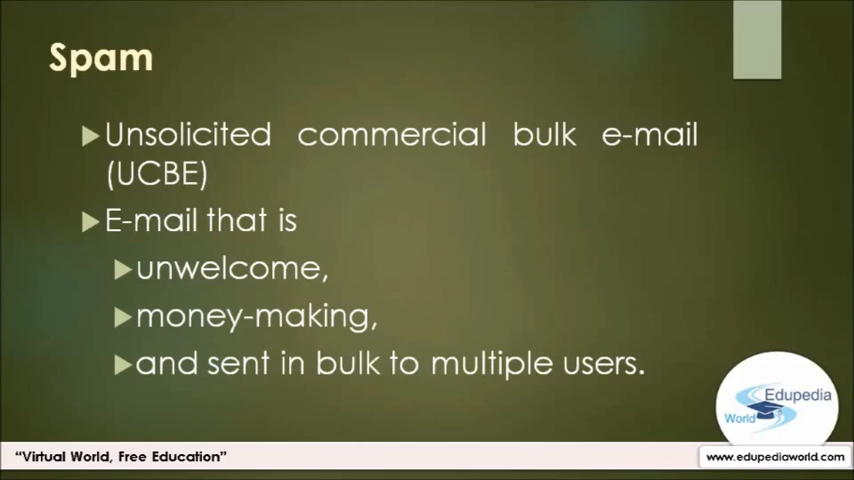 Spam
Unsolicited commercial bulk e-mail
(UCBE)
E-mail that is
unwelcome,
money-making,
and sent in bulk to multiple users.
Edupedia
World
"Virtual World, Free Education"
www.edupediaworld.com